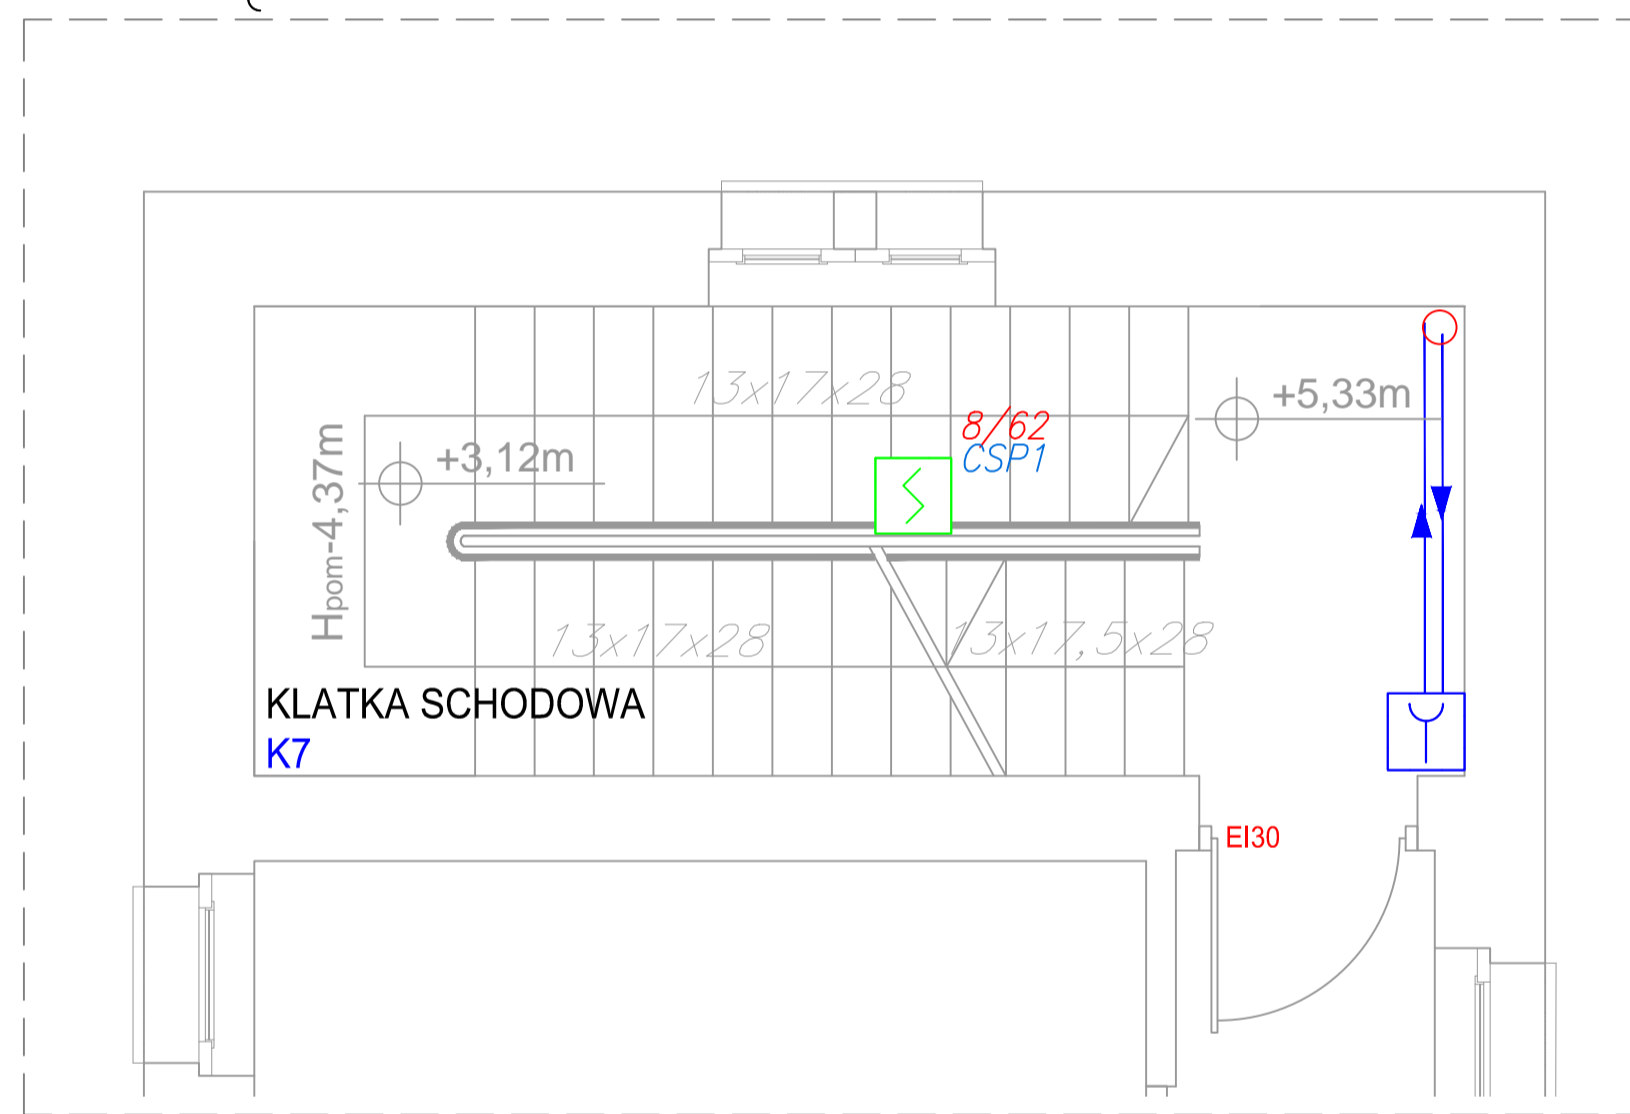 13x17x28
+5,33m
8/62
CSP1
+3,12m
Hpom-4,37m
13x17x28
13x17,5x28
KLATKA SCHODOWA
K7
EI30